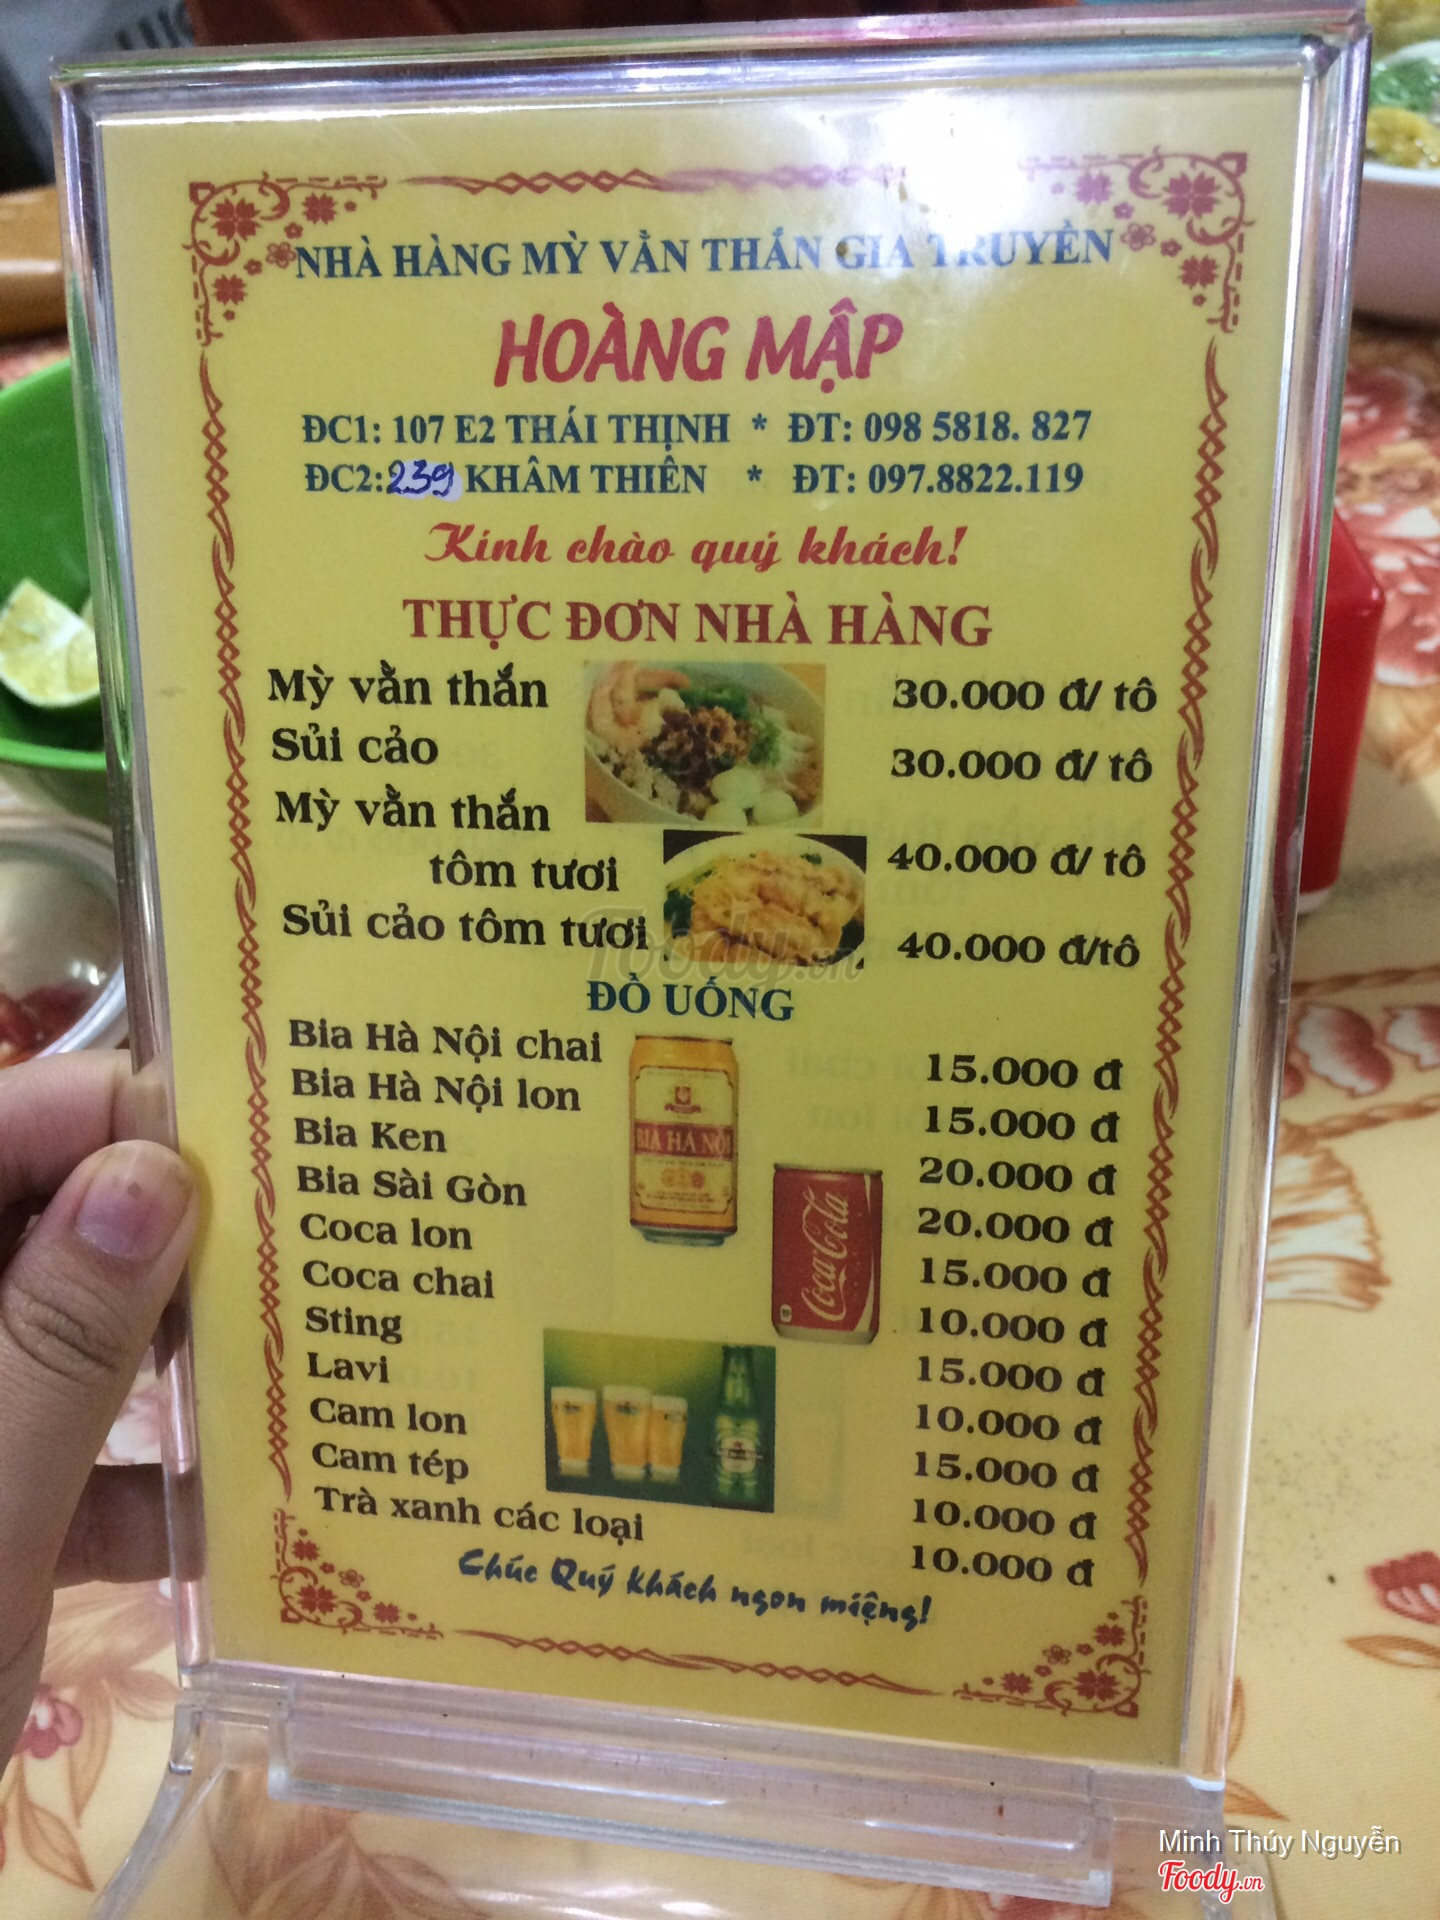 NHÀ HÀNG MỲ VẰN THẮN GIA TRUYỀN
HOÀNG MẬP
ĐC1: 107 E2 THÁI THỊNH * ĐT: 098 5818. 827
ĐC2: 239 KHÂM THIÊN * ĐT: 097.8822.119
Kính chào quý khách!
THỰC ĐƠN NHÀ HÀNG
Mỳ vằn thắn 30.000 đ/ tô
Sủi cảo 30.000 đ/ tô
Mỳ vằn thắn
tôm tươi 40.000 đ/ tô
Sủi cảo tôm tươi 40.000 đ/tô
Foody.vn
ĐỒ UỐNG
Bia Hà Nội chai 15.000 đ
Bia Hà Nội lon 15.000 đ
Bia Ken 20.000 đ
Bia Sài Gòn 20.000 đ
Coca lon 15.000 đ
Coca chai 10.000 đ
Sting 15.000 đ
Lavi 10.000 đ
Cam lon 15.000 đ
Cam tép 10.000 đ
Trà xanh các loại 10.000 đ
BIA HÀ NỘI
Coca-Cola
Chúc Quý khách ngon miệng!
Minh Thúy Nguyễn
Foody.vn